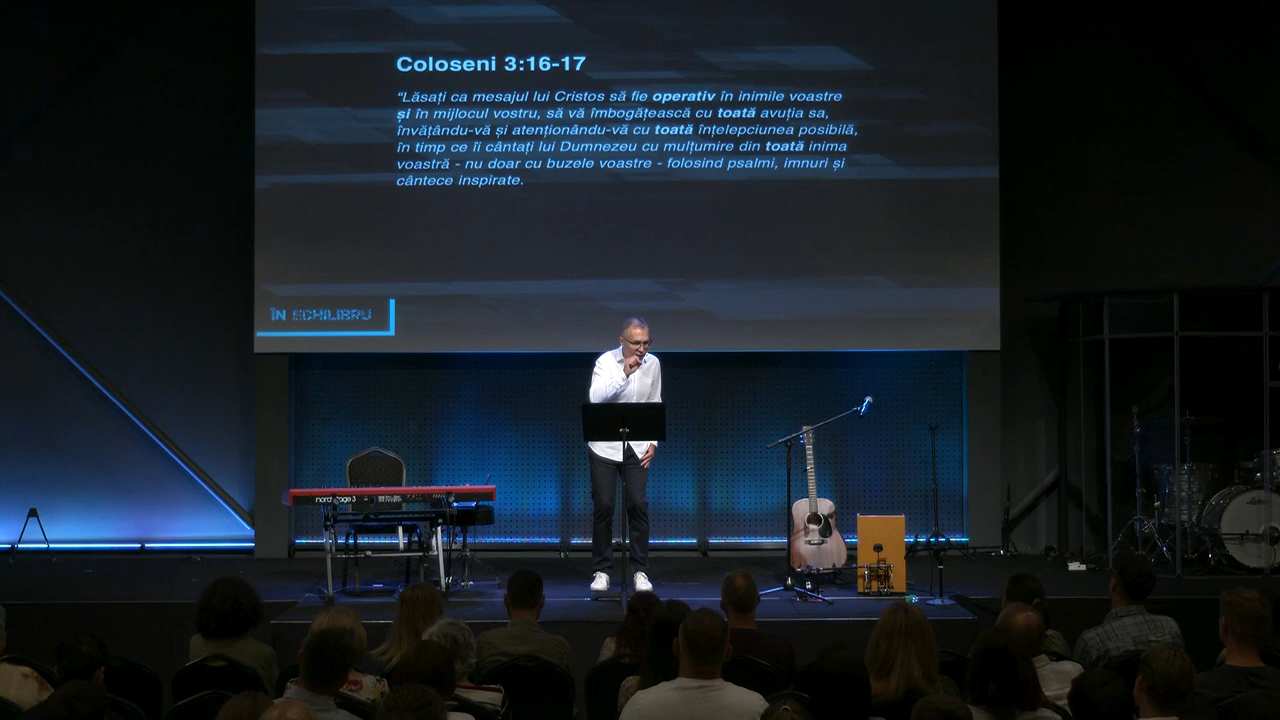 Coloseni 3:16-17
“Lăsați ca mesajul lui Cristos să fie operativ în inimile voastre
și în mijlocul vostru, să vă îmbogățească cu toată avuția sa,
învățându-vă și atenționându-vă cu toată înțelepciunea posibilă,
în timp ce îi cântați lui Dumnezeu cu mulțumire din toată inima
voastră - nu doar cu buzele voastre - folosind psalmi, imnuri și
cântece inspirate.
ÎN ECHILIBRU
nord stage 3